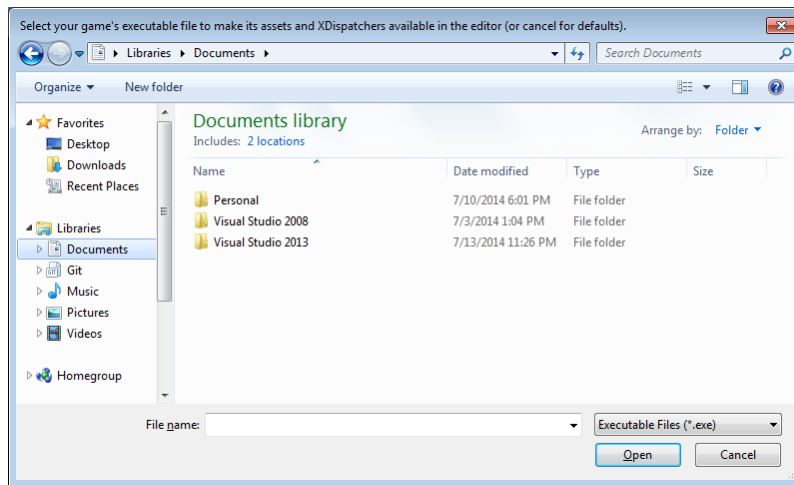 Select your game's executable file to make its assets and XDispatchers available in the editor (or cancel for defaults).
Libraries Documents Search Documents
Organize New folder
Favorites
Desktop
Downloads
Recent Places
Libraries
Documents
Git
Music
Pictures
Videos
Homegroup
Documents library
Includes: 2 locations
Arrange by: Folder
Name Date modified Type Size
Personal 7/10/2014 6:01 PM File folder
Visual Studio 2008 7/3/2014 1:04 PM File folder
Visual Studio 2013 7/13/2014 11:26 PM File folder
File name: Executable Files (*.exe)
Open Cancel